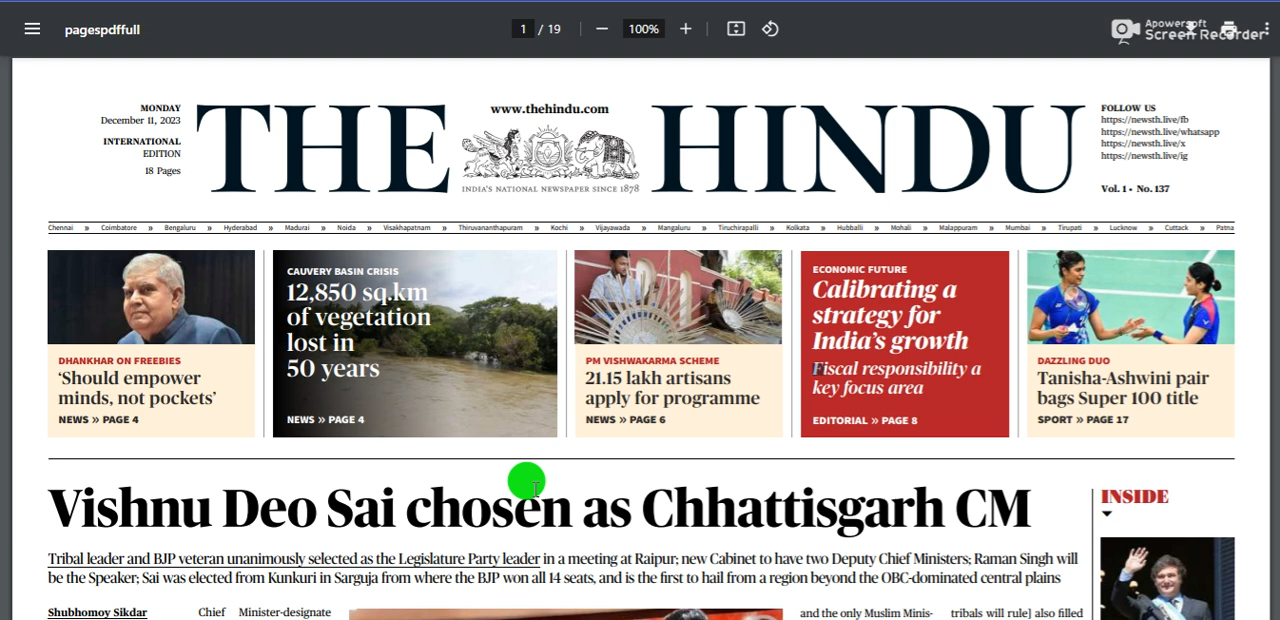 pagespdffull
1 / 19
100%
Apowersoft
Screen Recorder
MONDAY
December 11, 2023
INTERNATIONAL
EDITION
18 Pages
THE HINDU
www.thehindu.com
INDIA'S NATIONAL NEWSPAPER SINCE 1878
FOLLOW US
https://newsth.live/fb
https://newsth.live/whatsapp
https://newsth.live/x
https://newsth.live/ig
Vol. 1 • No. 137
Chennai » Coimbatore » Bengaluru » Hyderabad » Madurai » Noida » Visakhapatnam » Thiruvananthapuram » Kochi » Vijayawada » Mangaluru » Tiruchirapalli » Kolkata » Hubballi » Mohali » Malappuram » Mumbai » Tirupati » Lucknow » Cuttack » Patna
DHANKHAR ON FREEBIES
‘Should empower
minds, not pockets’
NEWS » PAGE 4
CAUVERY BASIN CRISIS
12,850 sq.km
of vegetation
lost in
50 years
NEWS » PAGE 4
PM VISHWAKARMA SCHEME
21.15 lakh artisans
apply for programme
NEWS » PAGE 6
ECONOMIC FUTURE
Calibrating a
strategy for
India’s growth
Fiscal responsibility a
key focus area
EDITORIAL » PAGE 8
DAZZLING DUO
Tanisha-Ashwini pair
bags Super 100 title
SPORT » PAGE 17
Vishnu Deo Sai chosen as Chhattisgarh CM
Tribal leader and BJP veteran unanimously selected as the Legislature Party leader in a meeting at Raipur; new Cabinet to have two Deputy Chief Ministers; Raman Singh will
be the Speaker; Sai was elected from Kunkuri in Sarguja from where the BJP won all 14 seats, and is the first to hail from a region beyond the OBC-dominated central plains
INSIDE
Shubhomoy Sikdar
Chief Minister-designate
and the only Muslim Minis-
tribals will rule] also filled